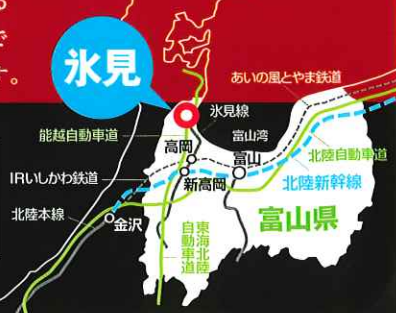 る
で
す。
氷見
あいの風とやま鉄道
氷見線
能越自動車道
富山湾
高岡
富山
北陸自動車道
IRいしかわ鉄道
新高岡
北陸新幹線
北陸本線
富山県
金沢
東海北陸
自動車道